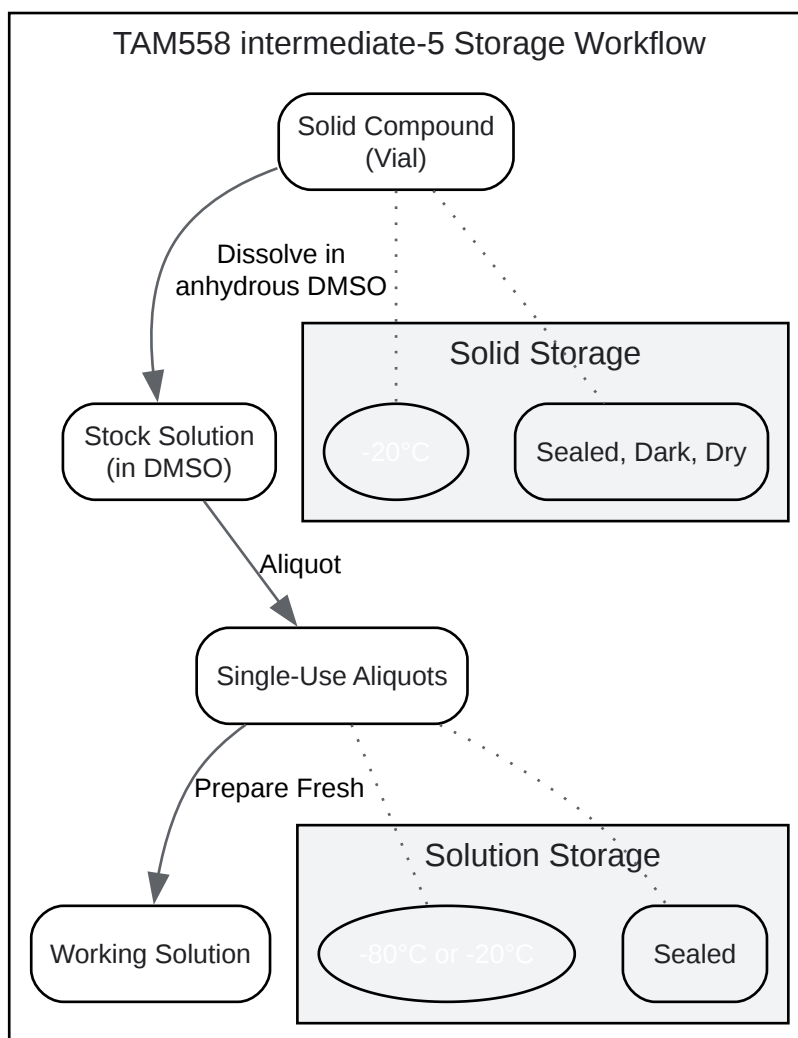 TAM558 intermediate-5 Storage Workflow
Solid Compound
(Vial)
Dissolve in
anhydrous DMSO
Solid Storage
Stock Solution
(in DMSO)
-20°C
Sealed, Dark, Dry
Aliquot
Single-Use Aliquots
Prepare Fresh
Solution Storage
Working Solution
-80°C or -20°C
Sealed